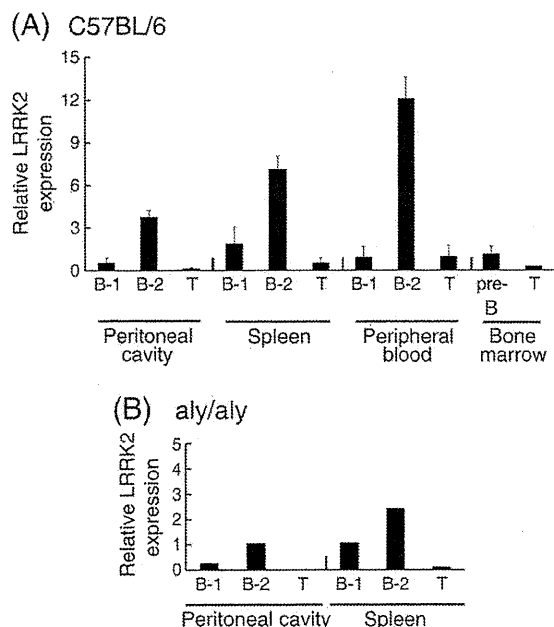 (A) C57BL/6
Relative LRRK2
expression
15
12
9
6
3
0
B-1 B-2 T B-1 B-2 T B-1 B-2 T pre- T
B
Peritoneal
cavity
Spleen
Peripheral
blood
Bone
marrow
(B) aly/aly
Relative LRRK2
expression
5
4
3
2
1
0
B-1 B-2 T B-1 B-2 T
Peritoneal cavity Spleen